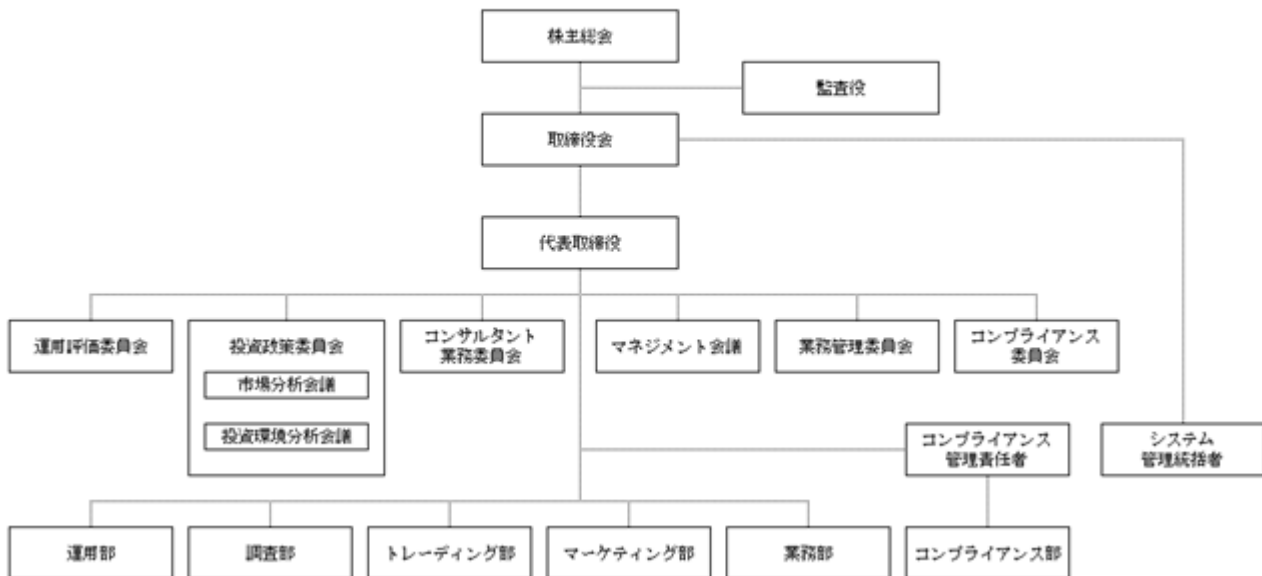 株主総会
監査役
取締役会
代表取締役
運用評価委員会
投資政策委員会
市場分析会議
投資環境分析会議
コンサルタント
業務委員会
マネジメント会議
業務管理委員会
コンプライアンス
委員会
コンプライアンス
管理責任者
システム
管理統括者
運用部
調査部
トレーディング部
マーケティング部
業務部
コンプライアンス部